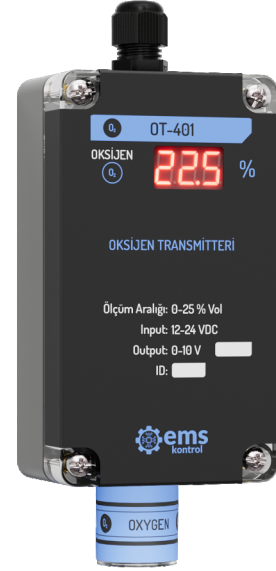 O₂ OT-401
OKSİJEN
O₂
22.5 %
OKSİJEN TRANSMİTTERİ
Ölçüm Aralığı: 0-25 % Vol
Input: 12-24 VDC
Output: 0-10 V
ID:
ems
kontrol
O₂ OXYGEN